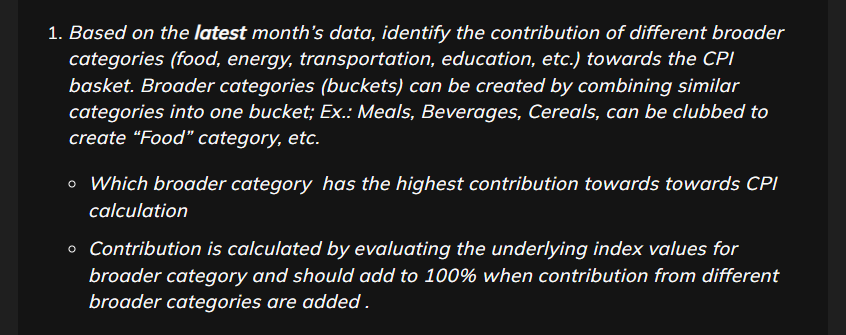 1. Based on the latest month's data, identify the contribution of different broader
categories (food, energy, transportation, education, etc.) towards the CPI
basket. Broader categories (buckets) can be created by combining similar
categories into one bucket; Ex.: Meals, Beverages, Cereals, can be clubbed to
create “Food” category, etc.
○ Which broader category has the highest contribution towards towards CPI
calculation
○ Contribution is calculated by evaluating the underlying index values for
broader category and should add to 100% when contribution from different
broader categories are added .